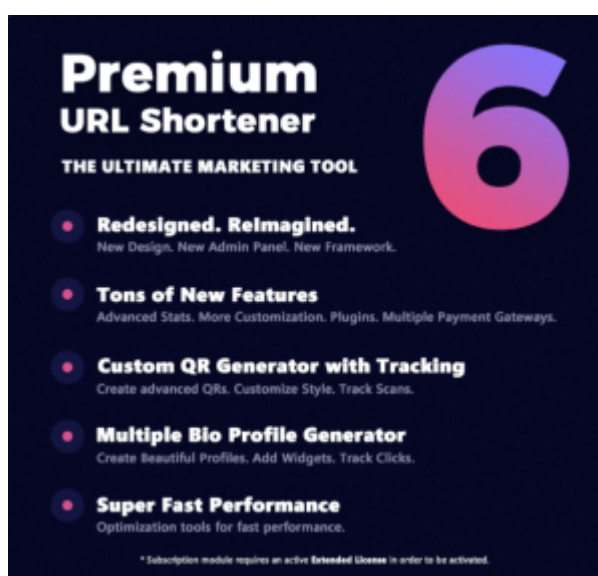 Premium
6
URL Shortener
THE ULTIMATE MARKETING TOOL
Redesigned. ReImagined.
New Design. New Admin Panel. New Framework.
Tons of New Features
Advanced Stats. More Customization. Plugins. Multiple Payment Gateways.
Custom QR Generator with Tracking
Create advanced QRs. Customize Style. Track Scans.
Multiple Bio Profile Generator
Create Beautiful Profiles. Add Widgets. Track Clicks.
Super Fast Performance
Optimization tools for fast performance.
* Subscription module requires an active Extended License in order to be activated.